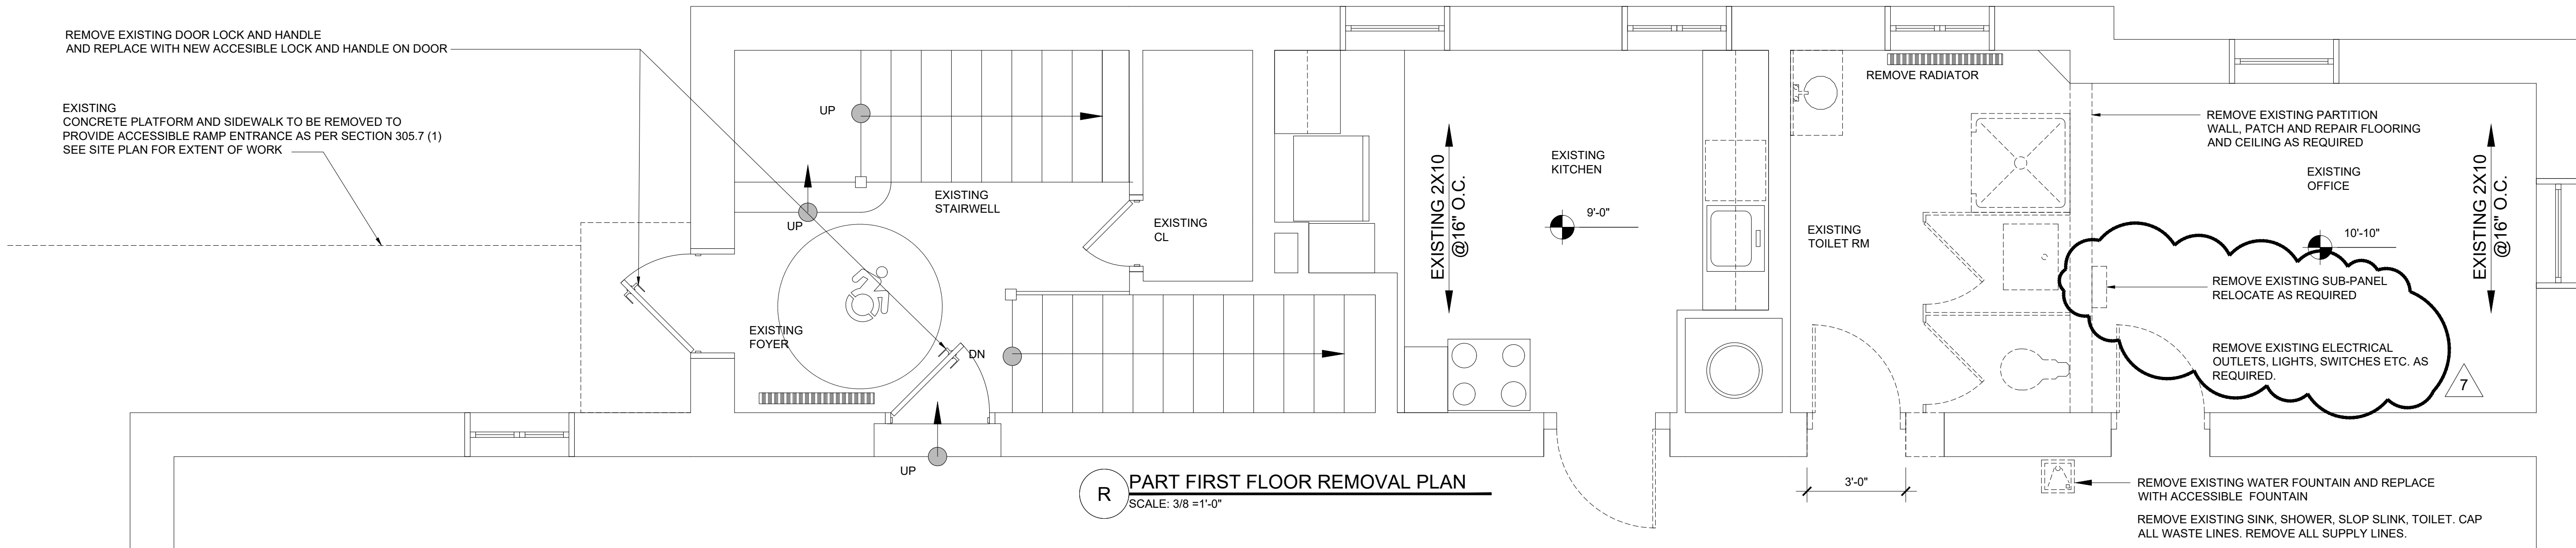 REMOVE EXISTING DOOR LOCK AND HANDLE
AND REPLACE WITH NEW ACCESIBLE LOCK AND HANDLE ON DOOR
EXISTING
CONCRETE PLATFORM AND SIDEWALK TO BE REMOVED TO
PROVIDE ACCESSIBLE RAMP ENTRANCE AS PER SECTION 305.7 (1)
SEE SITE PLAN FOR EXTENT OF WORK
UP
UP
EXISTING
STAIRWELL
EXISTING
CL
EXISTING
FOYER
DN
UP
EXISTING 2X10
@16" O.C.
EXISTING
KITCHEN
9'-0"
REMOVE RADIATOR
EXISTING
TOILET RM
REMOVE EXISTING PARTITION
WALL, PATCH AND REPAIR FLOORING
AND CEILING AS REQUIRED
EXISTING
OFFICE
10'-10"
EXISTING 2X10
@16" O.C.
REMOVE EXISTING SUB-PANEL
RELOCATE AS REQUIRED
REMOVE EXISTING ELECTRICAL
OUTLETS, LIGHTS, SWITCHES ETC. AS
REQUIRED.
7
R
PART FIRST FLOOR REMOVAL PLAN
SCALE: 3/8 =1'-0"
3'-0"
REMOVE EXISTING WATER FOUNTAIN AND REPLACE
WITH ACCESSIBLE FOUNTAIN
REMOVE EXISTING SINK, SHOWER, SLOP SLINK, TOILET. CAP
ALL WASTE LINES. REMOVE ALL SUPPLY LINES.